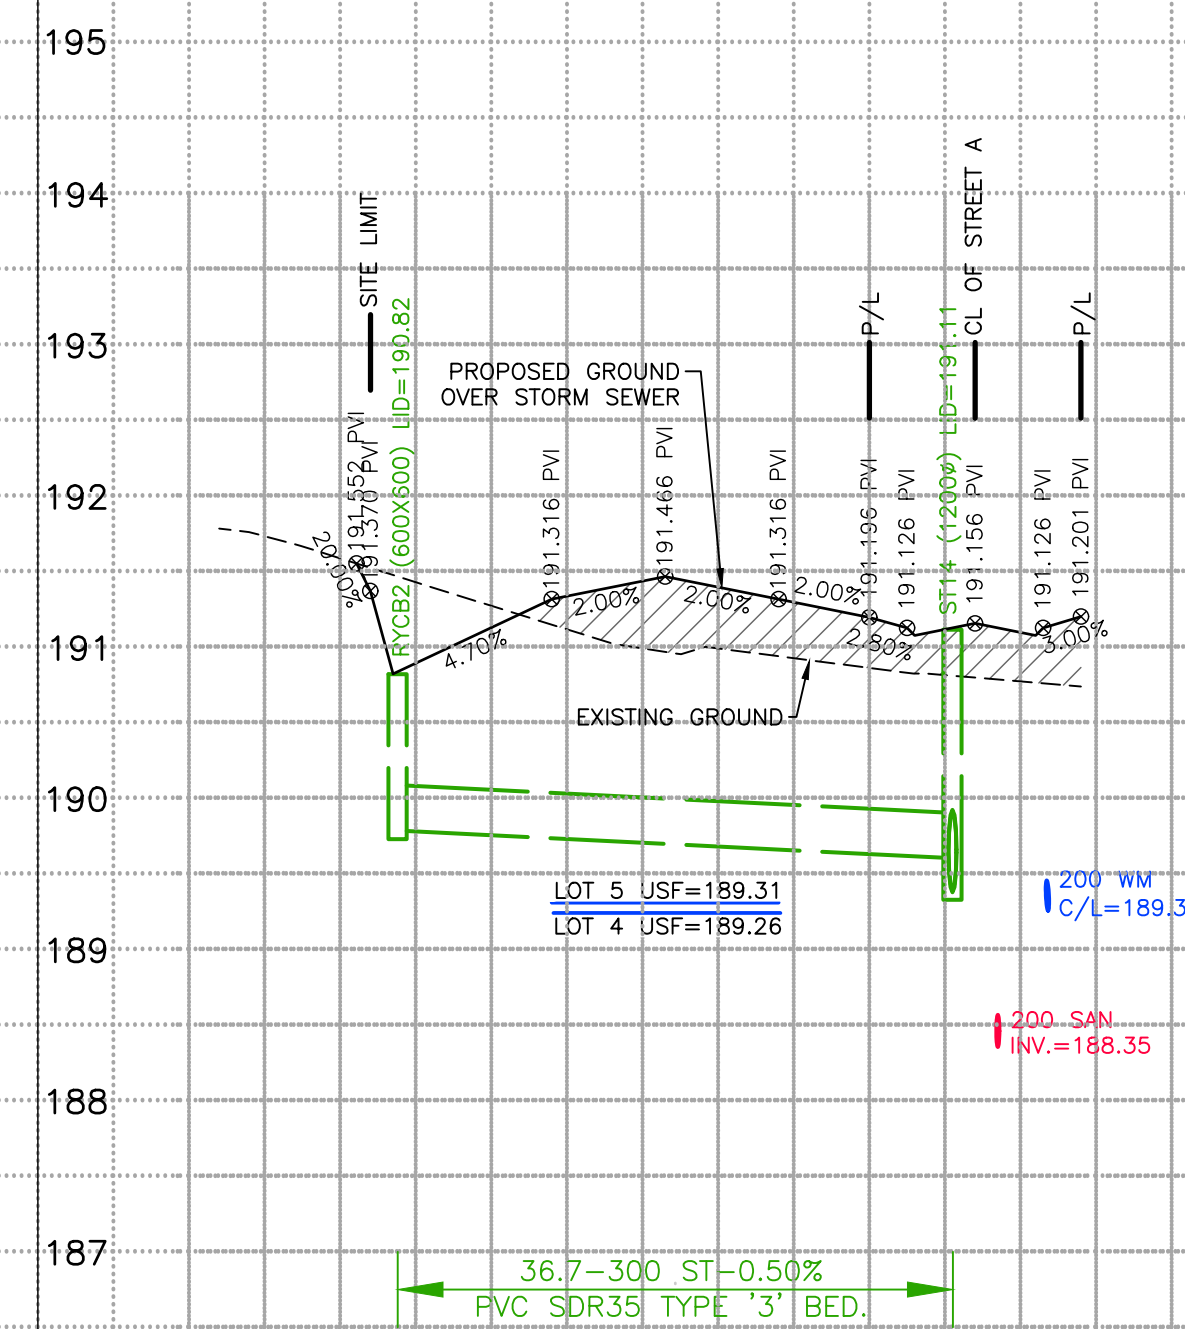 195
194
193
192
191
190
189
188
187
SITE LIMIT
191.552 PVI
191.370 PVI
RYCB2 (600X600) LID=190.82
PROPOSED GROUND
OVER STORM SEWER
191.316 PVI
191.466 PVI
191.316 PVI
P/L
191.196 PVI
191.126 PVI
ST14 (1200ø) LID=191.11
CL OF STREET A
191.156 PVI
191.126 PVI
P/L
191.201 PVI
20.00%
4.70%
2.00%
2.00%
2.00%
2.80%
3.00%
EXISTING GROUND
LOT 5 USF=189.31
LOT 4 USF=189.26
200 WM
C/L=189.3
200 SAN
INV.=188.35
36.7-300 ST-0.50%
PVC SDR35 TYPE '3' BED.